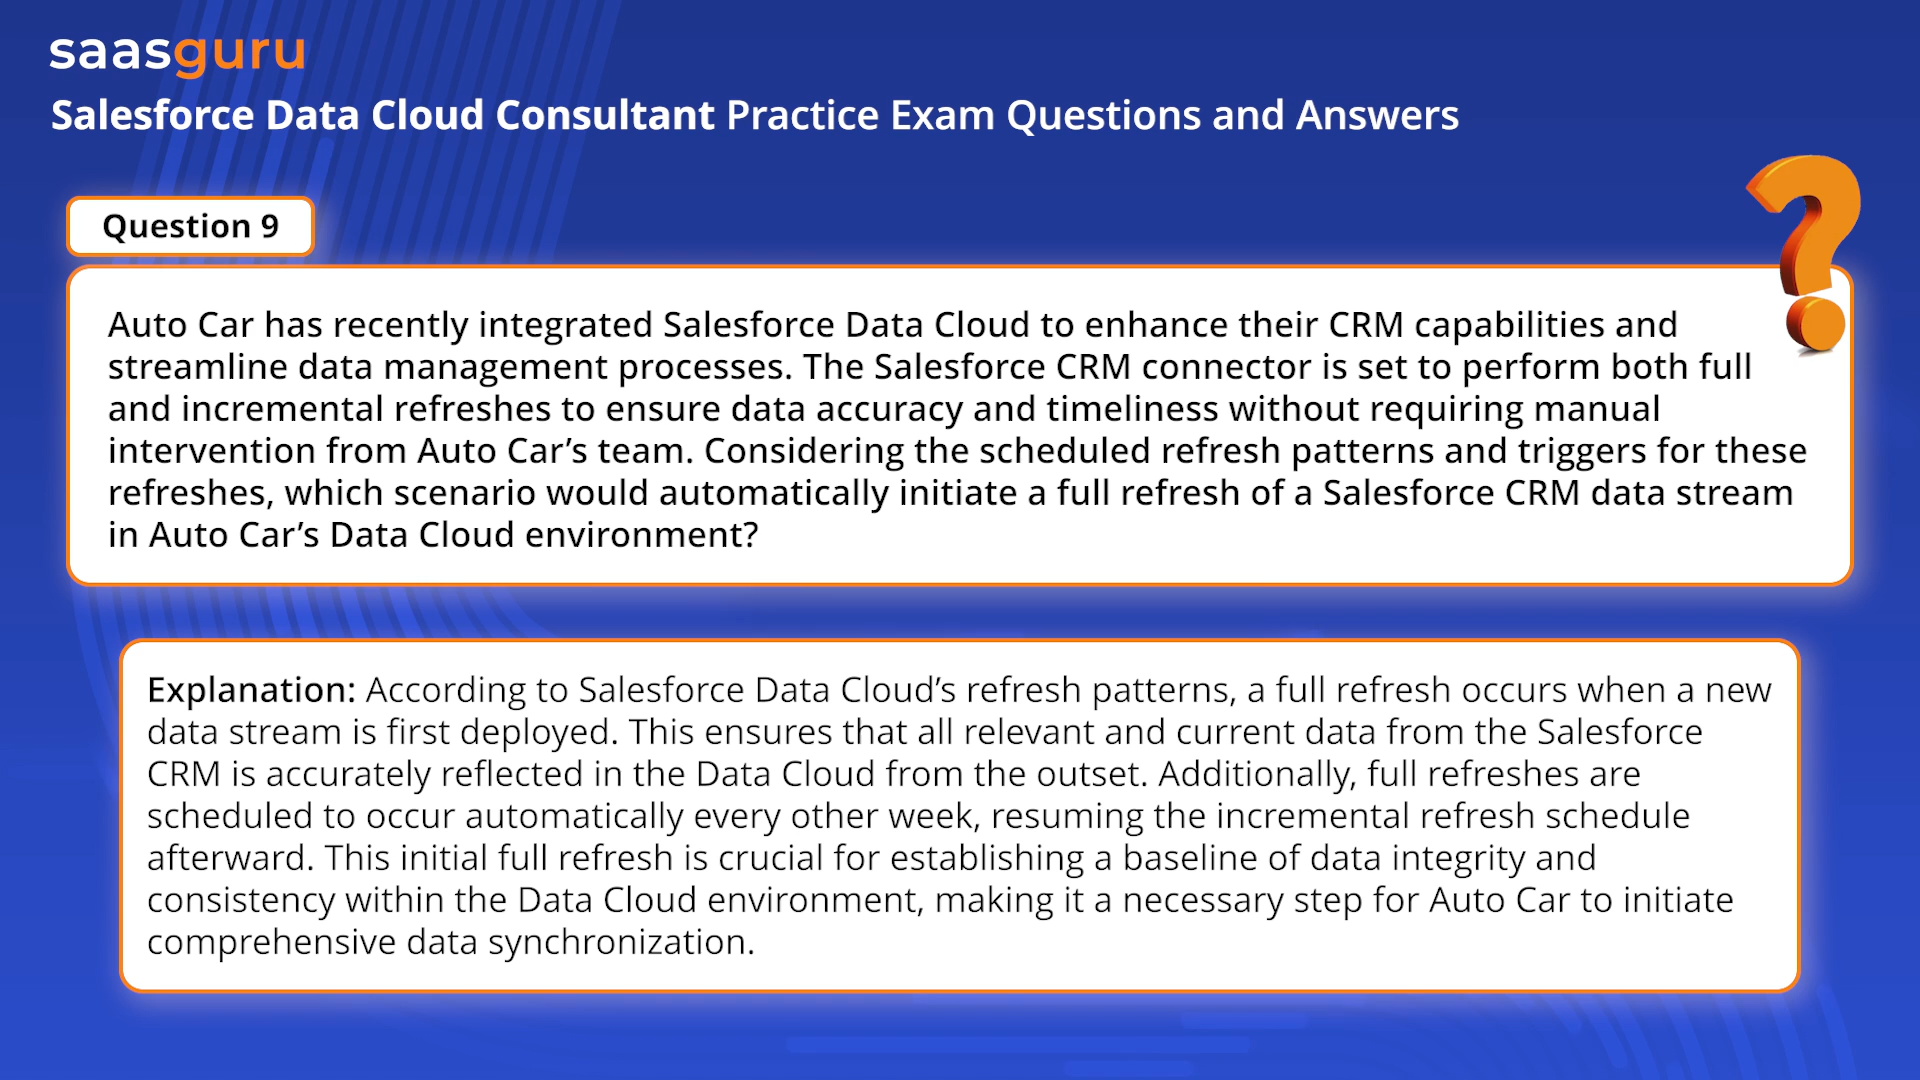 saasguru
Salesforce Data Cloud Consultant Practice Exam Questions and Answers
Question 9
Auto Car has recently integrated Salesforce Data Cloud to enhance their CRM capabilities and
streamline data management processes. The Salesforce CRM connector is set to perform both full
and incremental refreshes to ensure data accuracy and timeliness without requiring manual
intervention from Auto Car’s team. Considering the scheduled refresh patterns and triggers for these
refreshes, which scenario would automatically initiate a full refresh of a Salesforce CRM data stream
in Auto Car’s Data Cloud environment?
Explanation: According to Salesforce Data Cloud’s refresh patterns, a full refresh occurs when a new
data stream is first deployed. This ensures that all relevant and current data from the Salesforce
CRM is accurately reflected in the Data Cloud from the outset. Additionally, full refreshes are
scheduled to occur automatically every other week, resuming the incremental refresh schedule
afterward. This initial full refresh is crucial for establishing a baseline of data integrity and
consistency within the Data Cloud environment, making it a necessary step for Auto Car to initiate
comprehensive data synchronization.